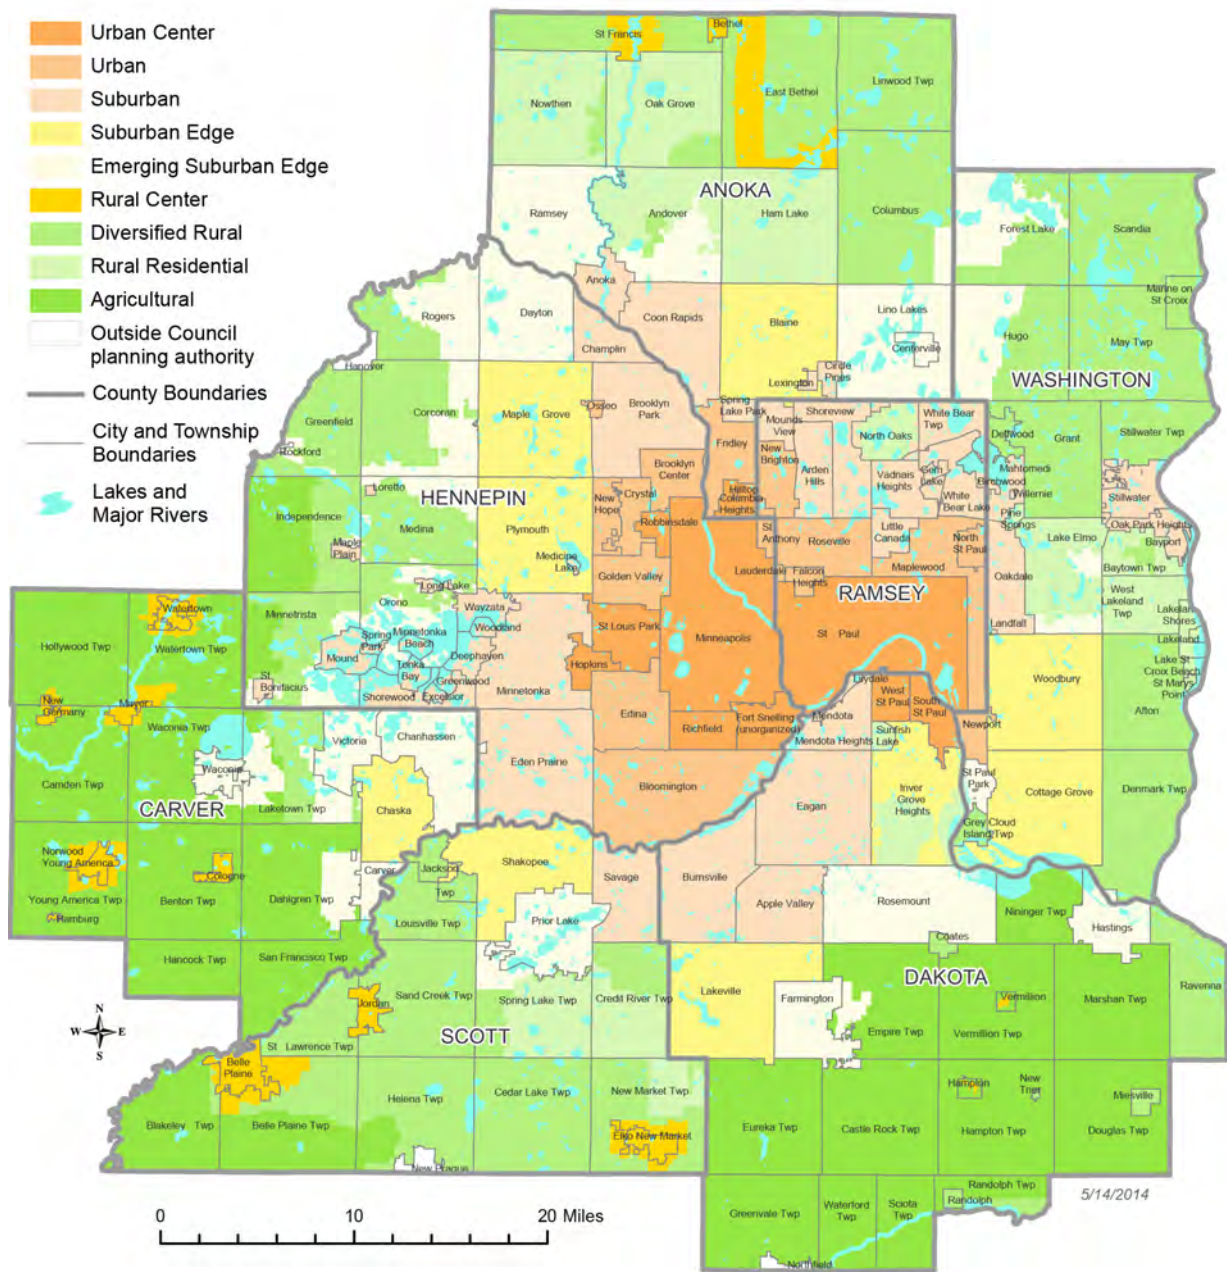 Urban Center
Urban
Suburban
Suburban Edge
Emerging Suburban Edge
Rural Center
Diversified Rural
Rural Residential
Agricultural
Outside Council
planning authority
County Boundaries
City and Township
Boundaries
Lakes and
Major Rivers
St Francis
Bethel
Nowthen
Oak Grove
East Bethel
Linwood Twp
ANOKA
Ramsey
Andover
Ham Lake
Columbus
Forest Lake
Scandia
Marine on
St Croix
Anoka
Rogers
Dayton
Champlin
Coon Rapids
Blaine
Lino Lakes
Centerville
Hugo
May Twp
WASHINGTON
Hanover
Lexington
Circle
Pines
Greenfield
Corcoran
Maple Grove
Osseo
Brooklyn
Park
Spring
Lake Park
Mounds
View
Shoreview
White Bear
Twp
North Oaks
Dellwood
Grant
Stillwater Twp
Rockford
Fridley
New
Brighton
Arden
Hills
Vadnais
Heights
Gem
Lake
Mahtomedi
Birchwood
Willernie
White
Bear Lake
Stillwater
Loretto
HENNEPIN
Brooklyn
Center
New
Hope
Crystal
Robbinsdale
Hilltop
Columbia
Heights
Pine
Springs
Oak Park Heights
Bayport
Independence
Medina
Plymouth
Medicine
Lake
Maple
Plain
St
Anthony
Roseville
Little
Canada
North
St Paul
Maplewood
Lake Elmo
Baytown Twp
Long Lake
Golden Valley
Lauderdale
Falcon
Heights
RAMSEY
Oakdale
West
Lakeland
Twp
Lakeland
Shores
Lakeland
Landfall
Minnetrista
Orono
Wayzata
Woodland
Spring
Park
Minnetonka
Beach
Mound
Tonka
Bay
Deephaven
Greenwood
Shorewood
Excelsior
St
Bonifacius
Minnetonka
Hopkins
St Louis Park
Minneapolis
St Paul
Woodbury
Lake St
Croix Beach
St Marys
Point
Afton
Hollywood Twp
Watertown
Watertown Twp
New
Germany
Mayer
Waconia Twp
Edina
Richfield
Fort Snelling
(unorganized)
Lilydale
West
St Paul
South
St Paul
Mendota
Mendota Heights
Sunfish
Lake
Newport
Victoria
Chanhassen
Eden Prairie
Bloomington
Eagan
Inver
Grove
Heights
St Paul
Park
Cottage Grove
Denmark Twp
Camden Twp
Waconia
Laketown Twp
CARVER
Chaska
Grey Cloud
Island Twp
Norwood
Young America
Cologne
Carver
Jackson
Twp
Shakopee
Savage
Burnsville
Apple Valley
Rosemount
Young America Twp
Hamburg
Benton Twp
Dahlgren Twp
Louisville Twp
Prior Lake
Nininger Twp
Hastings
Coates
Hancock Twp
San Francisco Twp
DAKOTA
Ravenna
Jordan
Sand Creek Twp
Spring Lake Twp
Credit River Twp
Lakeville
Farmington
Vermillion
Marshan Twp
Empire Twp
Vermillion Twp
N
W E
S
SCOTT
St Lawrence Twp
Belle
Plaine
Helena Twp
Cedar Lake Twp
New Market Twp
Hampton
New
Trier
Miesville
Blakeley Twp
Belle Plaine Twp
Elko New Market
Eureka Twp
Castle Rock Twp
Hampton Twp
Douglas Twp
New Prague
Randolph Twp
Randolph
5/14/2014
Greenvale Twp
Waterford
Twp
Sciota
Twp
Northfield
0 10 20 Miles